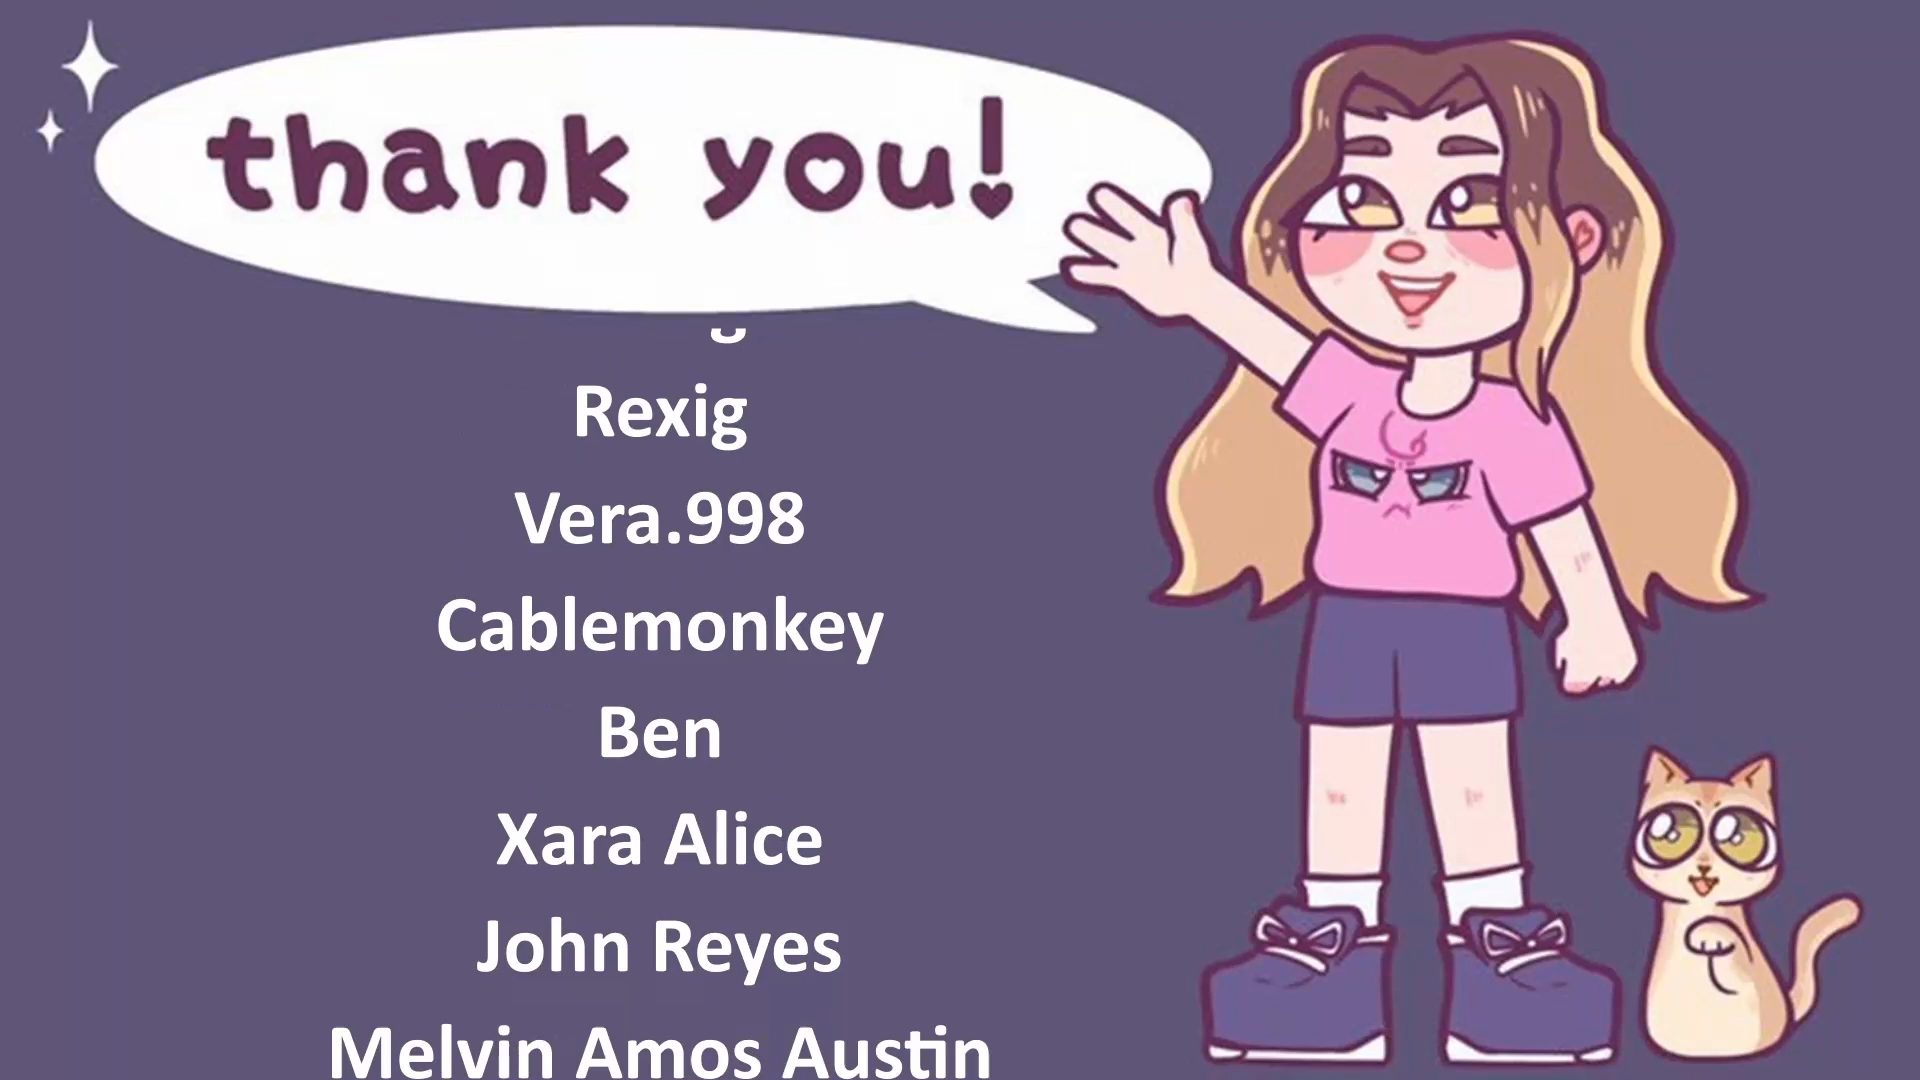 thank you!
Rexig
Vera.998
Cablemonkey
Ben
Xara Alice
John Reyes
Melvin Amos Austin